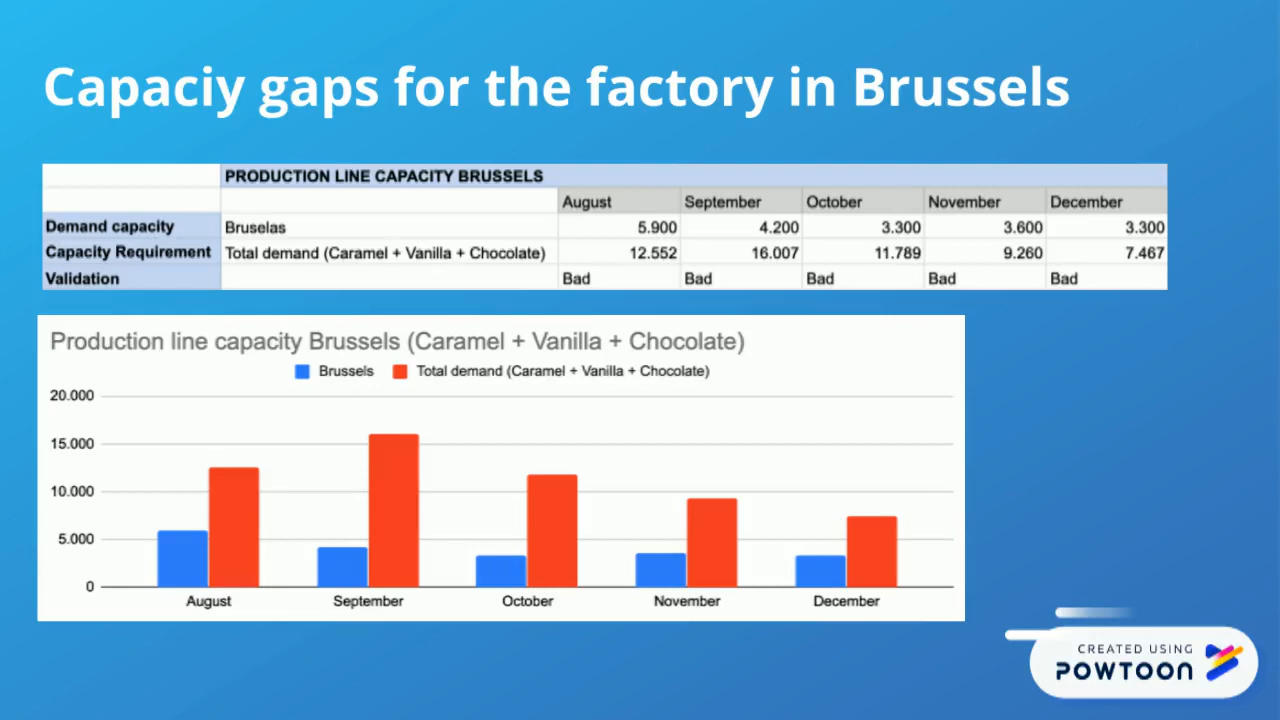 Capaciy gaps for the factory in Brussels
PRODUCTION LINE CAPACITY BRUSSELS
August September October November December
Demand capacity Bruselas 5.900 4.200 3.300 3.600 3.300
Capacity Requirement Total demand (Caramel + Vanilla + Chocolate) 12.552 16.007 11.789 9.260 7.467
Validation Bad Bad Bad Bad Bad
Production line capacity Brussels (Caramel + Vanilla + Chocolate)
Brussels Total demand (Caramel + Vanilla + Chocolate)
20.000
15.000
10.000
5.000
0
August September October November December
CREATED USING
POWTOON